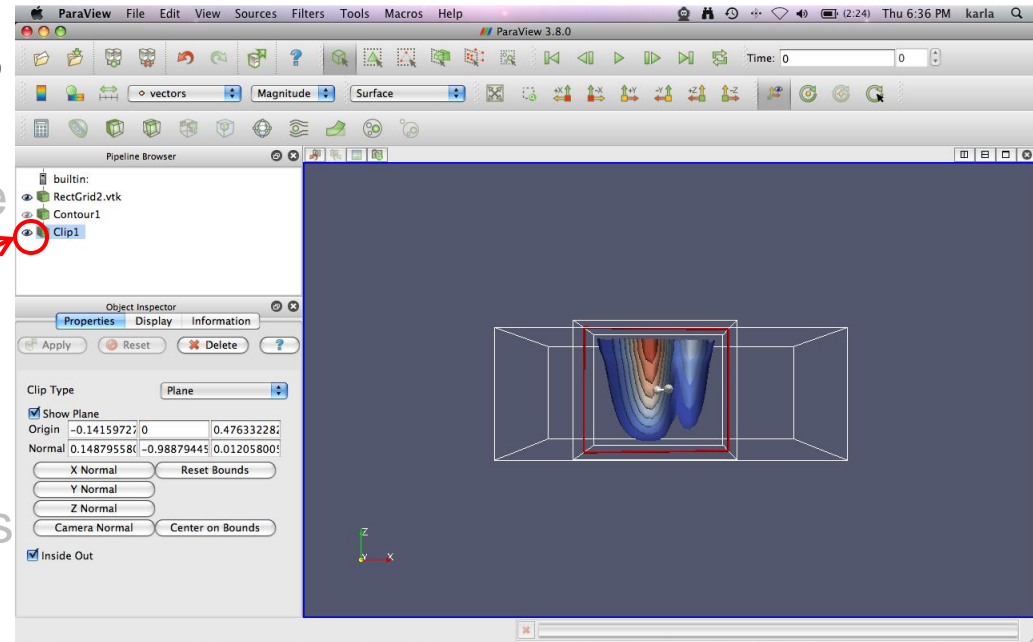 ParaView File Edit View Sources Filters Tools Macros Help (2:24) Thu 6:36 PM karla
ParaView 3.8.0
Time: 0 0
vectors Magnitude Surface +X -X +Y -Y +Z -Z
Pipeline Browser
builtin:
RectGrid2.vtk
Contour1
Clip1
Object Inspector
Properties Display Information
Apply Reset Delete ?
Clip Type Plane
Show Plane
Origin -0.14159727 0 0.47633228
Normal 0.14879558 -0.98879445 0.01205800
X Normal Reset Bounds
Y Normal
Z Normal
Camera Normal Center on Bounds
Inside Out
Z
Y X
e
s